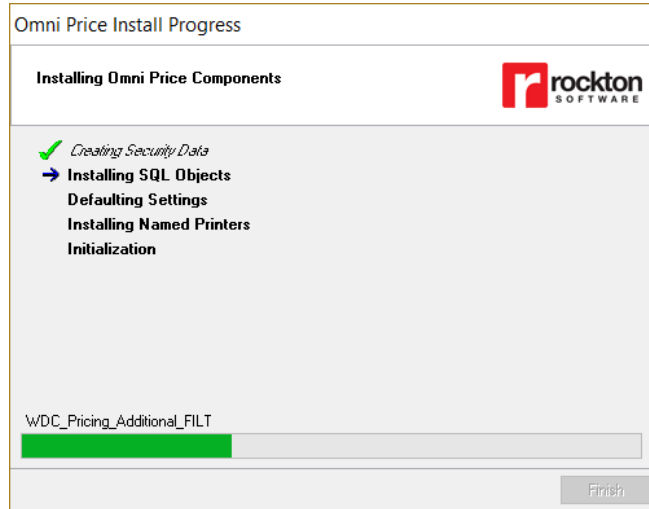 Omni Price Install Progress
Installing Omni Price Components
rockton
SOFTWARE
Creating Security Data
Installing SQL Objects
Defaulting Settings
Installing Named Printers
Initialization
WDC_Pricing_Additional_FILT
Finish